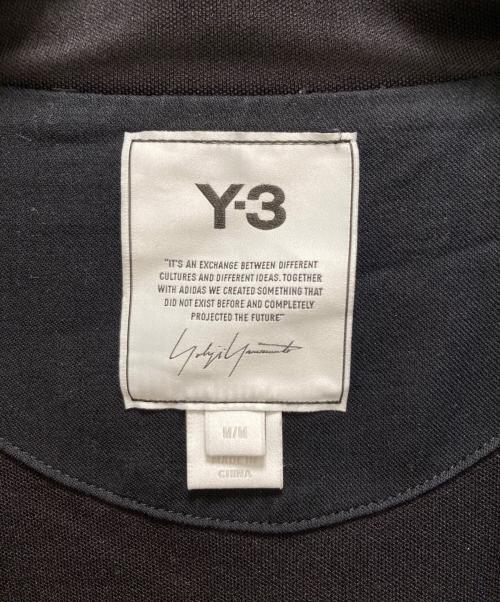 Y-3
"IT'S AN EXCHANGE BETWEEN DIFFERENT
CULTURES AND DIFFERENT IDEAS. TOGETHER
WITH ADIDAS WE CREATED SOMETHING THAT
DID NOT EXIST BEFORE AND COMPLETELY
PROJECTED THE FUTURE"
Yohji Yamamoto
M/M
MADE IN
CHINA